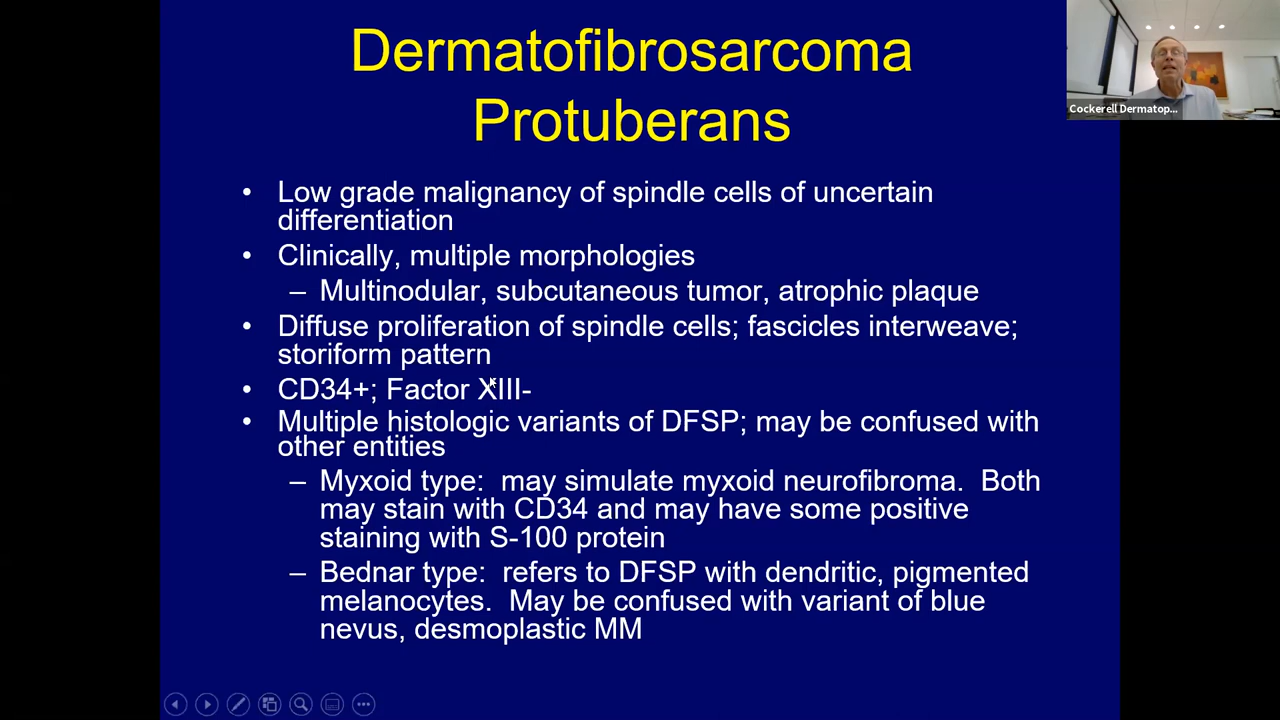 Dermatofibrosarcoma
Protuberans
Cockerell Dermatop...
• Low grade malignancy of spindle cells of uncertain
differentiation
• Clinically, multiple morphologies
– Multinodular, subcutaneous tumor, atrophic plaque
• Diffuse proliferation of spindle cells; fascicles interweave;
storiform pattern
• CD34+; Factor XIII-
• Multiple histologic variants of DFSP; may be confused with
other entities
– Myxoid type:  may simulate myxoid neurofibroma.  Both
may stain with CD34 and may have some positive
staining with S-100 protein
– Bednar type:  refers to DFSP with dendritic, pigmented
melanocytes.  May be confused with variant of blue
nevus, desmoplastic MM